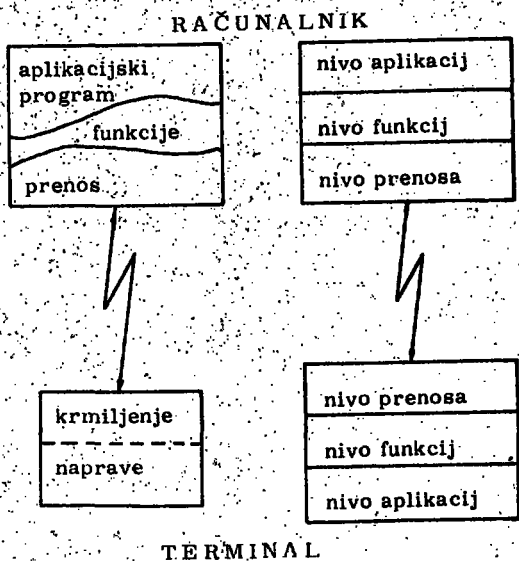 RAČUNALNIK
aplikacijski
program
funkcije
prenos
nivo aplikacij
nivo funkcij
nivo prenosa
krmiljenje
naprave
nivo prenosa
nivo funkcij
nivo aplikacij
TERMINAL